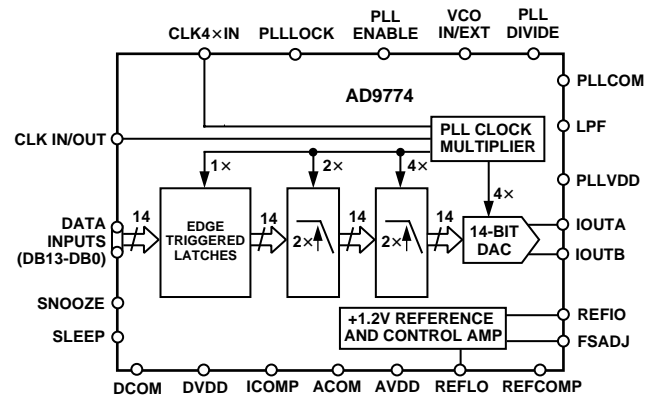 PLL
ENABLE
VCO
IN/EXT
PLL
DIVIDE
CLK4×IN
PLLLOCK
PLLCOM
AD9774
LPF
PLL CLOCK
MULTIPLIER
CLK IN/OUT
1×
2×
4×
PLLVDD
4×
DATA
INPUTS
(DB13-DB0)
14
EDGE
TRIGGERED
LATCHES
14
2×
14
2×
14
14-BIT
DAC
IOUTA
IOUTB
SNOOZE
SLEEP
+1.2V REFERENCE
AND CONTROL AMP
REFIO
FSADJ
DCOM
DVDD
ICOMP
ACOM
AVDD
REFLO
REFCOMP